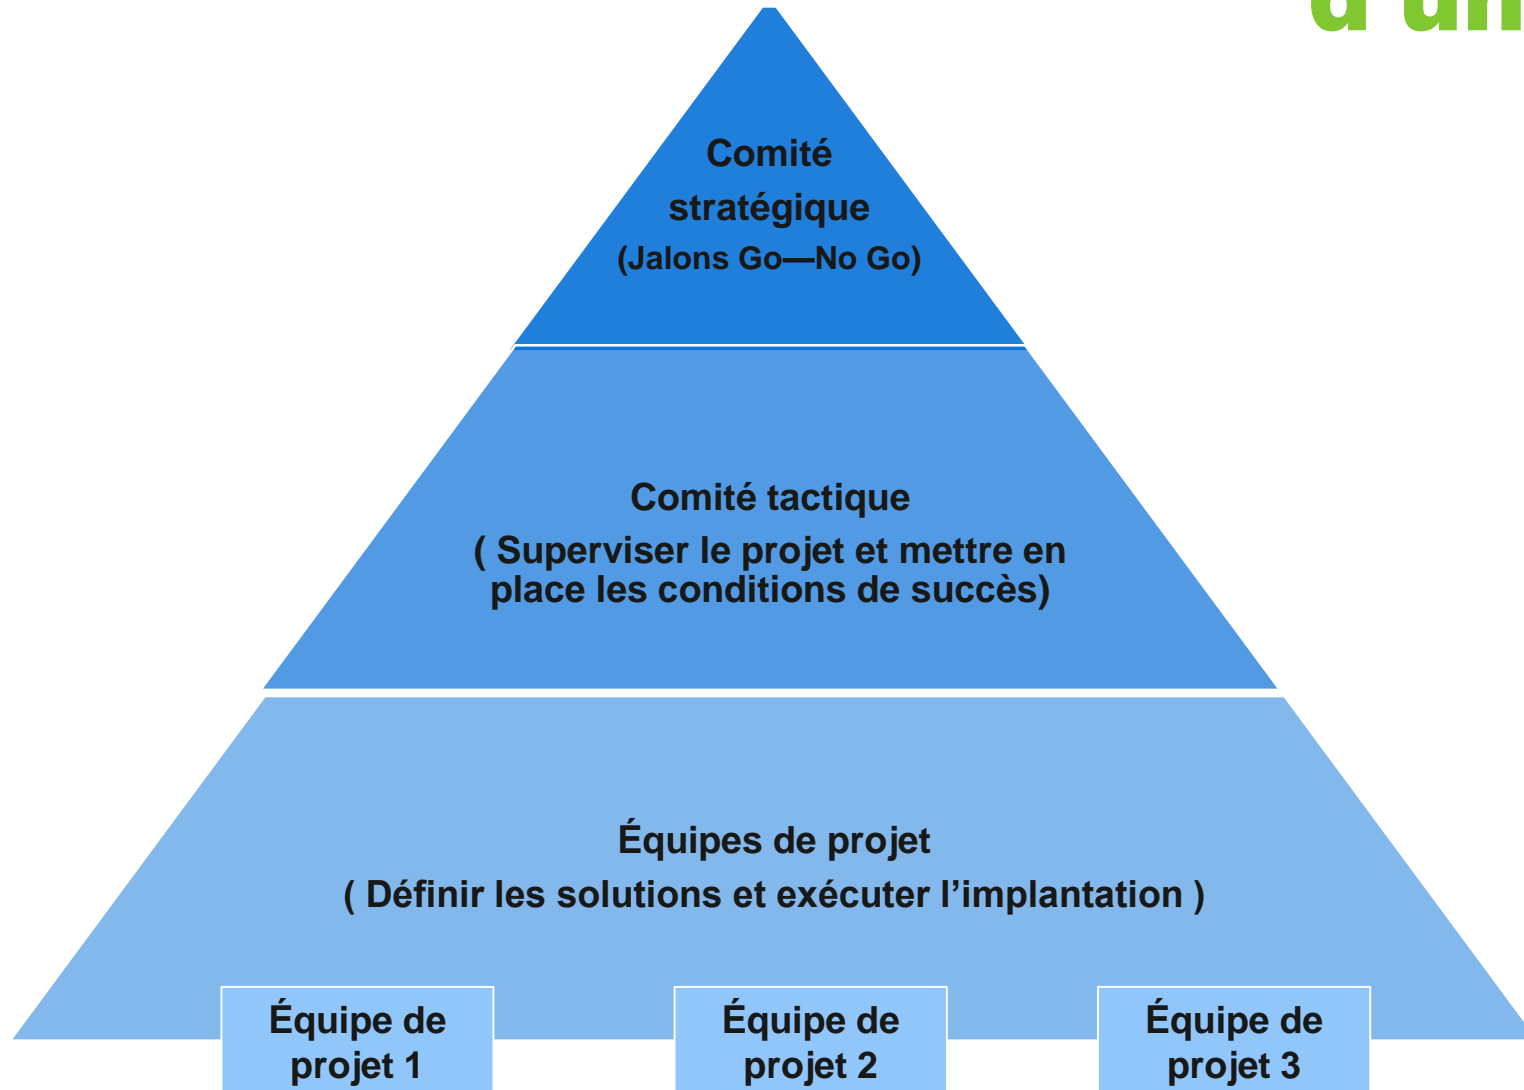 d'un
Comité
stratégique
(Jalons Go—No Go)
Comité tactique
( Superviser le projet et mettre en
place les conditions de succès)
Équipes de projet
( Définir les solutions et exécuter l’implantation )
Équipe de
projet 1
Équipe de
projet 2
Équipe de
projet 3